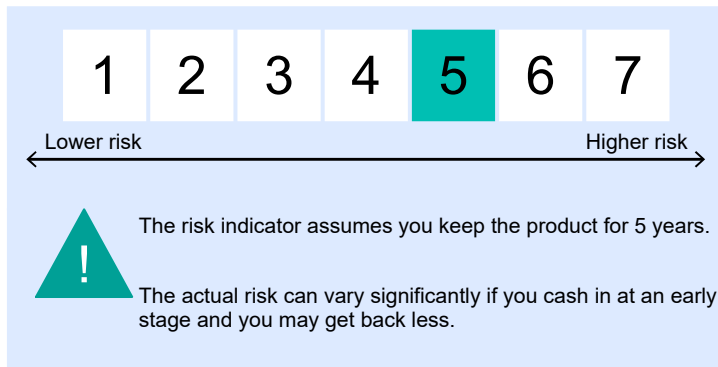 1 2 3 4 5 6 7
Lower risk Higher risk
The risk indicator assumes you keep the product for 5 years.
!
The actual risk can vary significantly if you cash in at an early
stage and you may get back less.